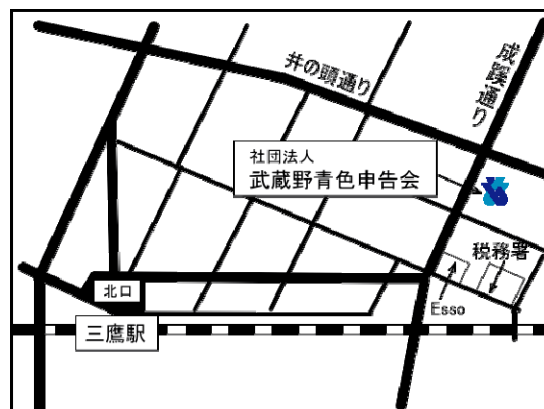 井の頭通り
成蹊通り
社団法人
武蔵野青色申告会
税務署
Esso
北口
三鷹駅